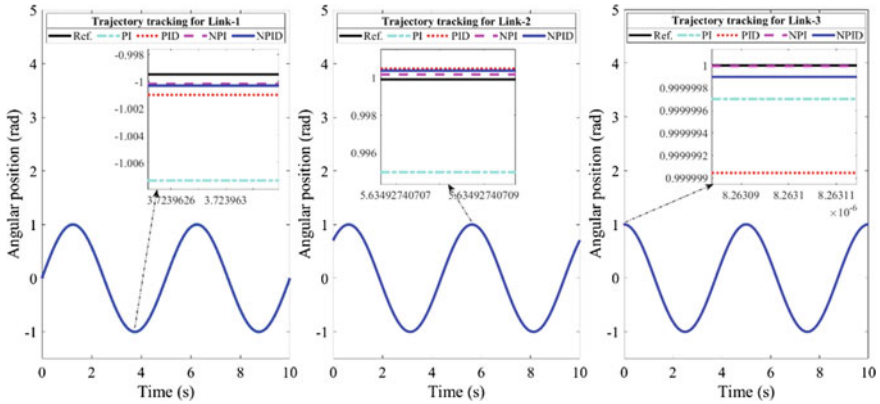 Trajectory tracking for Link-1
Ref. PI PID NPI NPID
Angular position (rad)
5
4
3
2
1
0
-1
-0.998
-1
-1.002
-1.004
-1.006
3.7239626 3.723963
0 2 4 6 8 10
Time (s)
Trajectory tracking for Link-2
Ref. PI PID NPI NPID
Angular position (rad)
5
4
3
2
1
0
-1
1
0.998
0.996
5.63492740707 5.63492740709
0 2 4 6 8 10
Time (s)
Trajectory tracking for Link-3
Ref. PI PID NPI NPID
Angular position (rad)
5
4
3
2
1
0
-1
1
0.9999998
0.9999996
0.9999994
0.9999992
0.999999
8.26309 8.2631 8.26311
×10⁻⁶
0 2 4 6 8 10
Time (s)